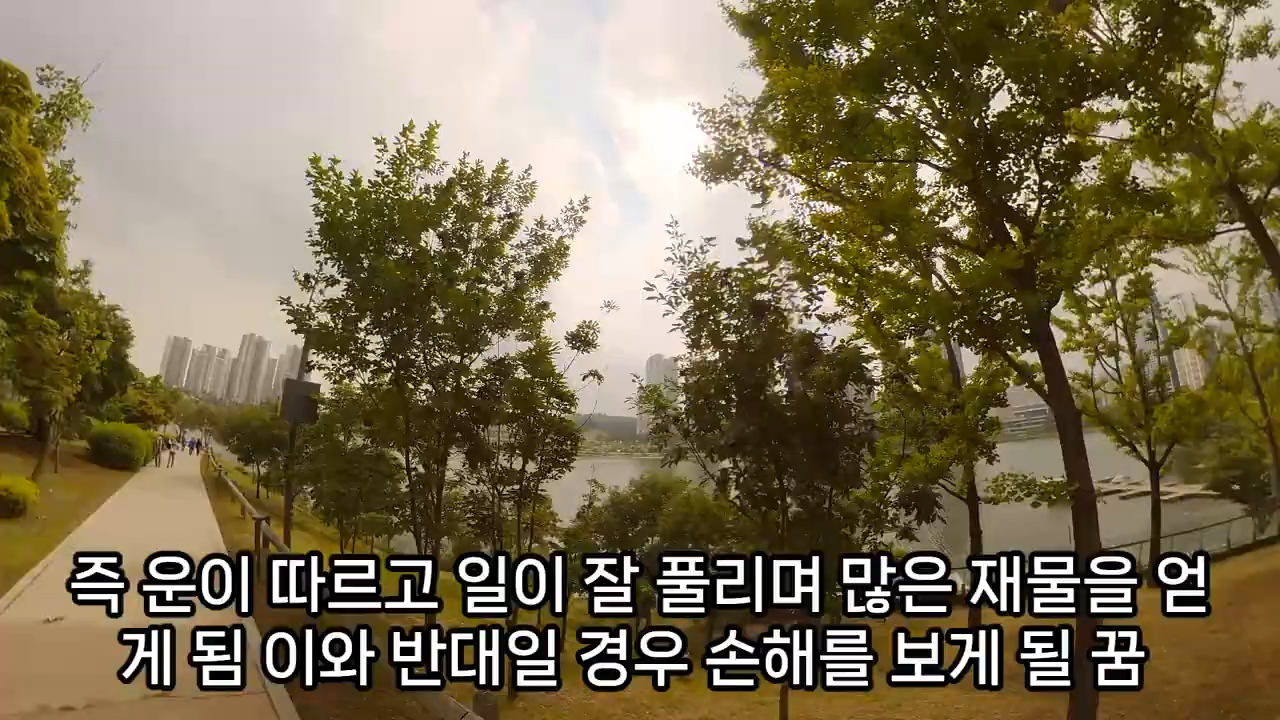 즉 운이 따르고 일이 잘 풀리며 많은 재물을 얻
게 됨 이와 반대일 경우 손해를 보게 될 꿈